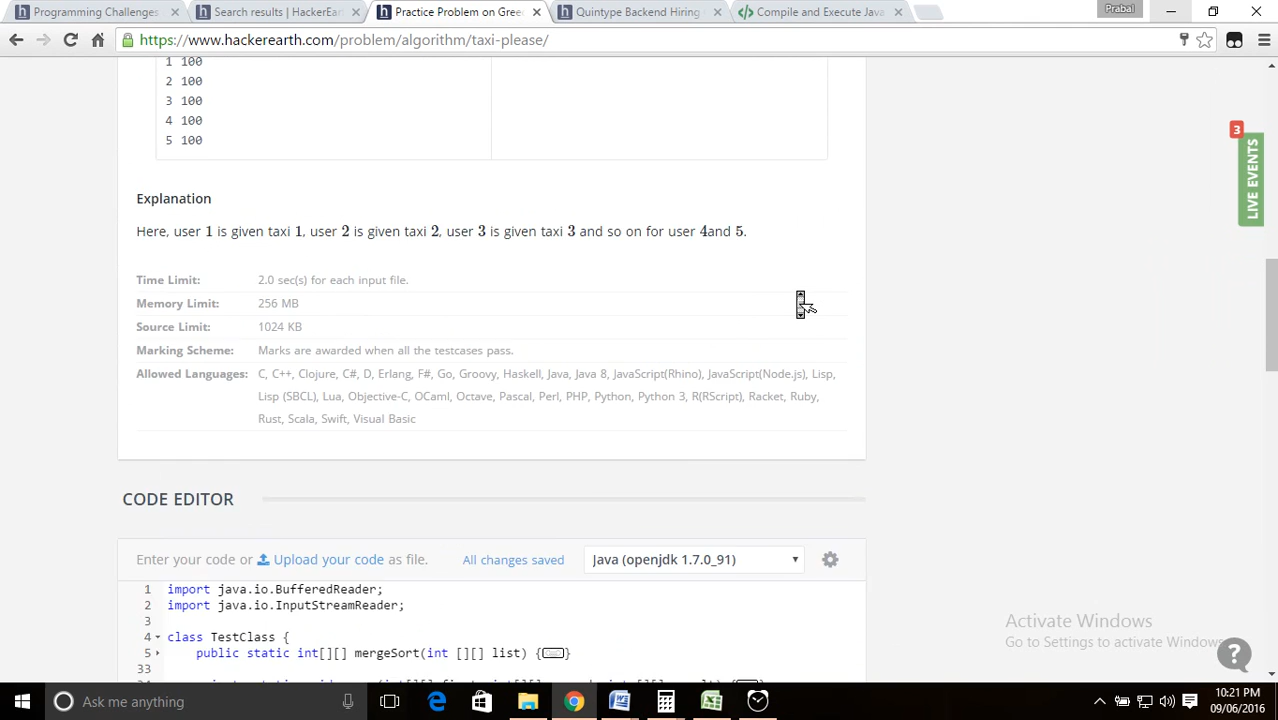 Programming Challenges
Search results | HackerEar
Practice Problem on Gree
Quintype Backend Hiring
Compile and Execute Java
Prabal
https://www.hackerearth.com/problem/algorithm/taxi-please/
1 100
2 100
3 100
4 100
5 100
3
LIVE EVENTS
Explanation
Here, user 1 is given taxi 1, user 2 is given taxi 2, user 3 is given taxi 3 and so on for user 4and 5.
Time Limit: 2.0 sec(s) for each input file.
Memory Limit: 256 MB
Source Limit: 1024 KB
Marking Scheme: Marks are awarded when all the testcases pass.
Allowed Languages: C, C++, Clojure, C#, D, Erlang, F#, Go, Groovy, Haskell, Java, Java 8, JavaScript(Rhino), JavaScript(Node.js), Lisp,
Lisp (SBCL), Lua, Objective-C, OCaml, Octave, Pascal, Perl, PHP, Python, Python 3, R(RScript), Racket, Ruby,
Rust, Scala, Swift, Visual Basic
CODE EDITOR
Enter your code or Upload your code as file. All changes saved Java (openjdk 1.7.0_91)
1 import java.io.BufferedReader;
2 import java.io.InputStreamReader;
3
4 class TestClass {
5 public static int[][] mergeSort(int [][] list) {
33
Activate Windows
Go to Settings to activate Windows.
?
Ask me anything
10:21 PM
09/06/2016